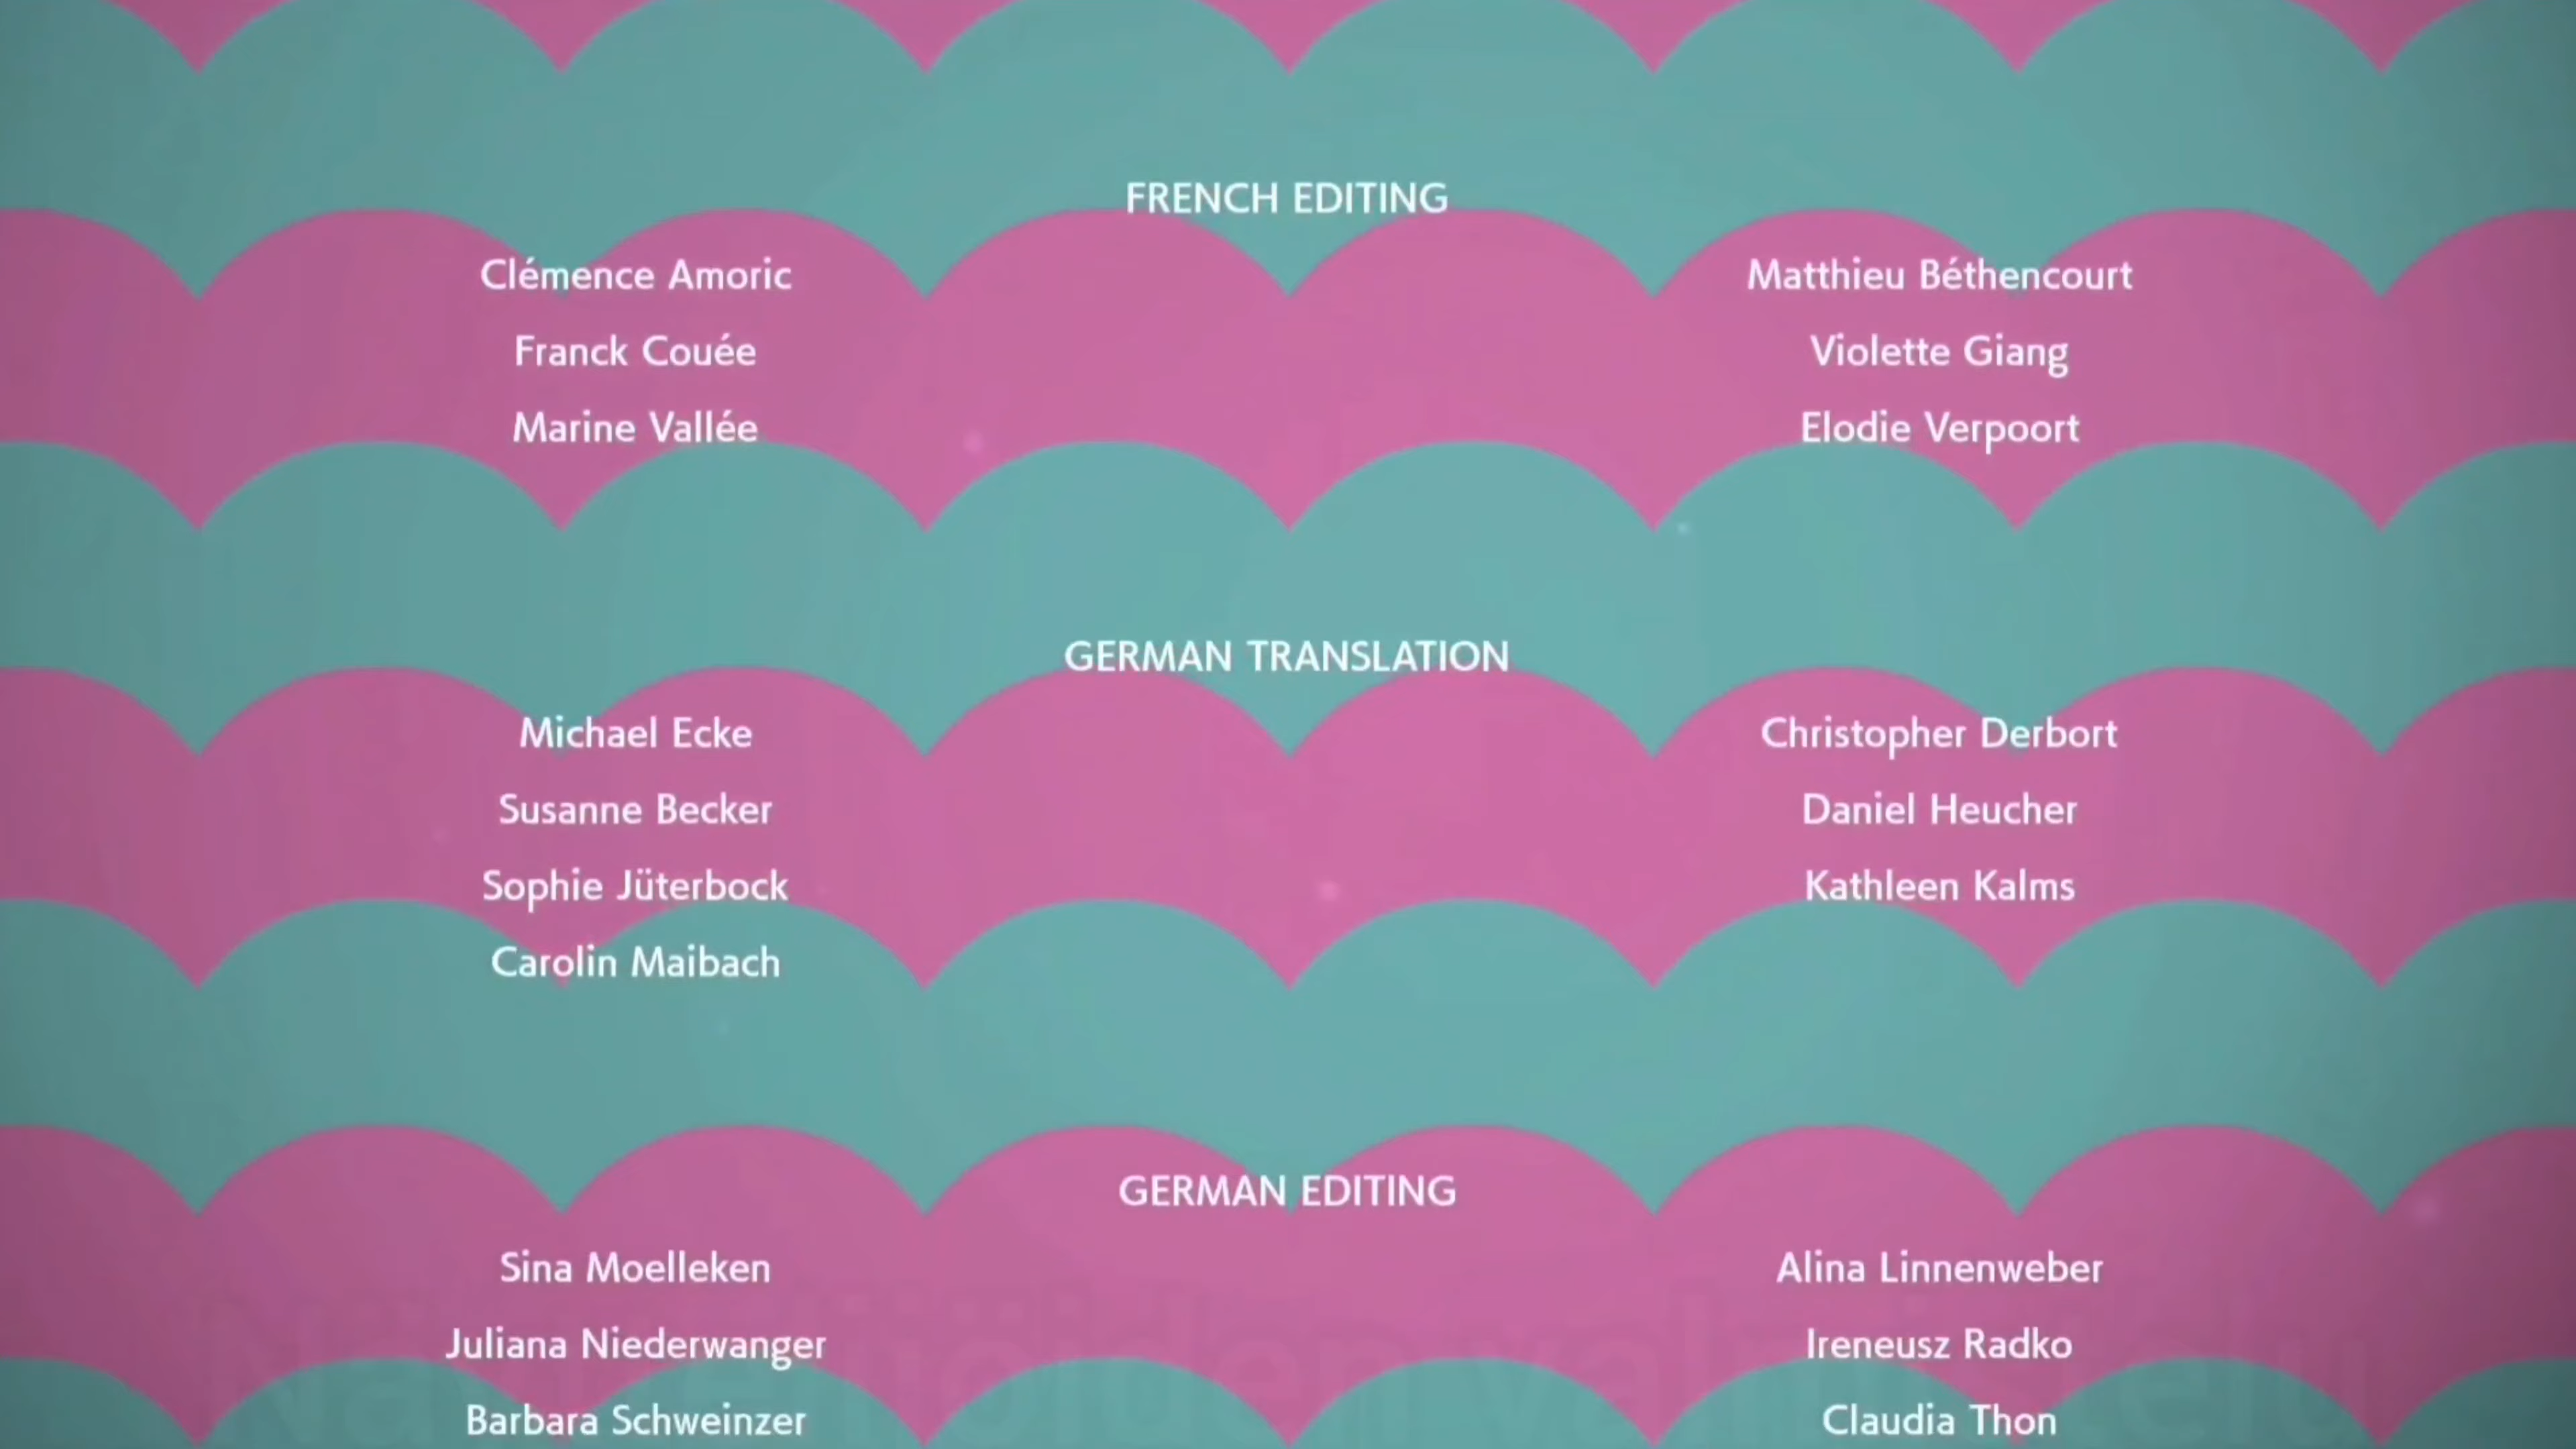 FRENCH EDITING
Clémence Amoric Matthieu Béthencourt
Franck Couée Violette Giang
Marine Vallée Elodie Verpoort
GERMAN TRANSLATION
Michael Ecke Christopher Derbort
Susanne Becker Daniel Heucher
Sophie Jüterbock Kathleen Kalms
Carolin Maibach
GERMAN EDITING
Sina Moelleken Alina Linnenweber
Juliana Niederwanger Ireneusz Radko
Barbara Schweinzer Claudia Thon